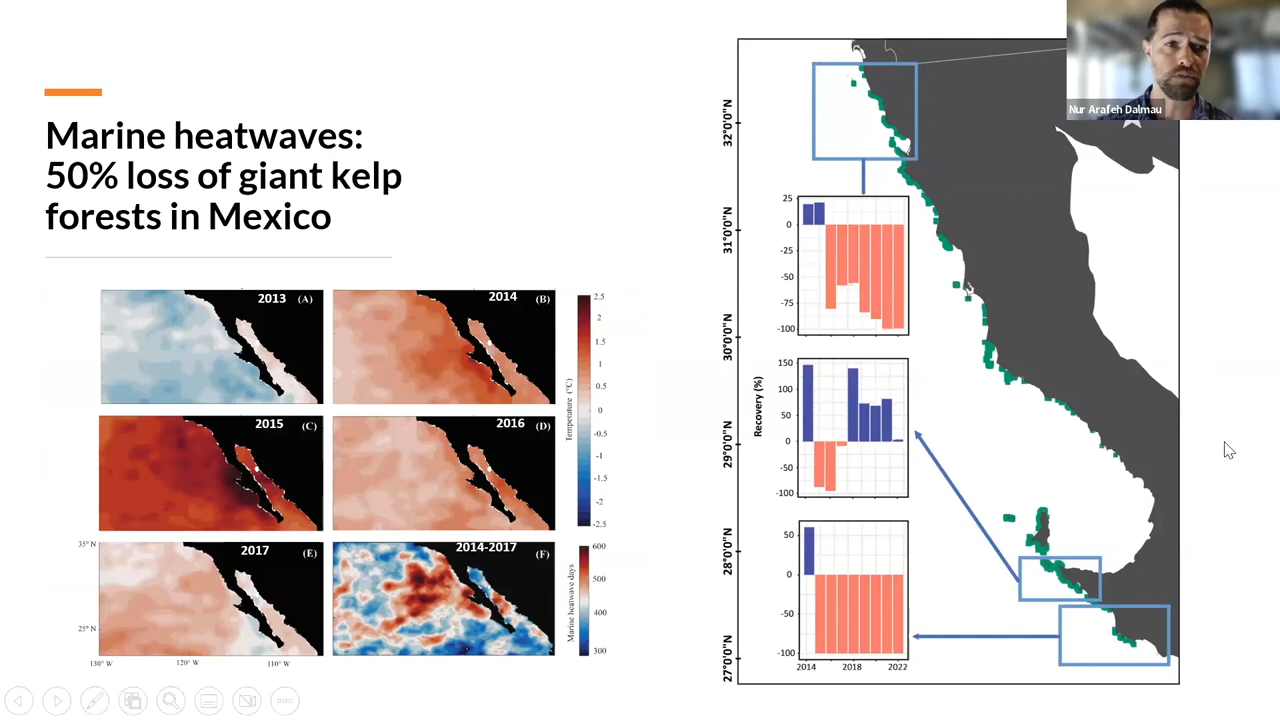 Marine heatwaves:
50% loss of giant kelp
forests in Mexico
2013 (A)
2014 (B)
2015 (C)
2016 (D)
2017 (E)
2014-2017 (F)
35° N
25° N
130° W 120° W 110° W
2.5
2
1.5
1
0.5
0
-0.5
-1
-1.5
-2
-2.5
Temperature (°C)
600
500
400
300
Marine heatwave days
32°0'0"N
31°0'0"N
30°0'0"N
29°0'0"N
28°0'0"N
27°0'0"N
25
0
-25
-50
-75
-100
Recovery (%)
150
100
50
0
-50
-100
50
0
-50
-100
2014 2018 2022
Nur Arafeh Dalmau